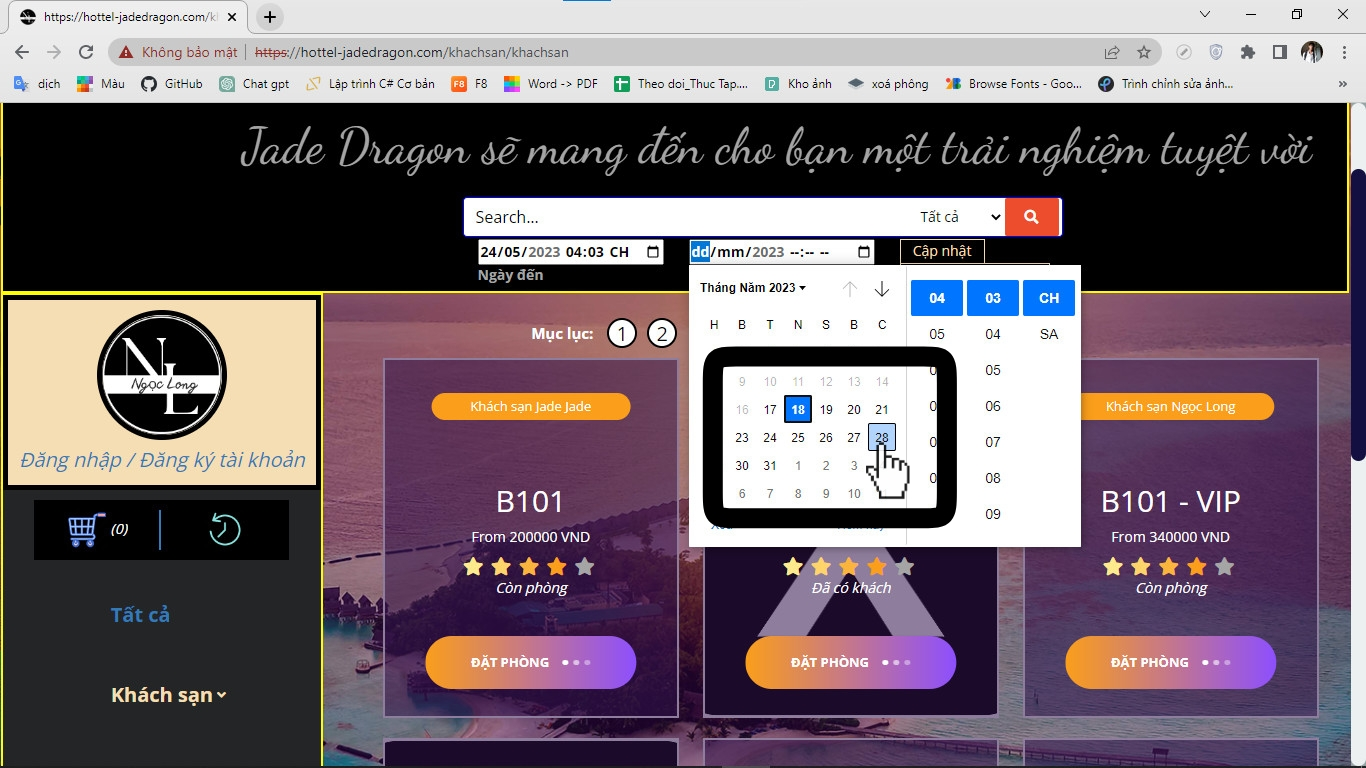 https://hottel-jadedragon.com/kh
Không bảo mật https://hottel-jadedragon.com/khachsan/khachsan
dịch Màu GitHub Chat gpt Lập trình C# Cơ bản F8 F8 Word -> PDF Theo doi_Thuc Tap.... Kho ảnh xoá phông Browse Fonts - Goo... Trình chỉnh sửa ảnh... »
Jade Dragon sẽ mang đến cho bạn một trải nghiệm tuyệt vời
Search... Tất cả
24/05/2023 04:03 CH dd/mm/2023 --:-- -- Cập nhật
Ngày đến
Tháng Năm 2023 04 03 CH
H B T N S B C 05 04 SA
05
9 10 11 12 13 14
16 17 18 19 20 21 06
23 24 25 26 27 28 07
30 31 1 2 3 08
6 7 8 9 10
09
NL
Ngọc Long
Đăng nhập / Đăng ký tài khoản
(0)
Tất cả
Khách sạn
Mục lục: 1 2
Khách sạn Jade Jade
B101
From 200000 VND
Còn phòng
ĐẶT PHÒNG
Đã có khách
ĐẶT PHÒNG
Khách sạn Ngọc Long
B101 - VIP
From 340000 VND
Còn phòng
ĐẶT PHÒNG